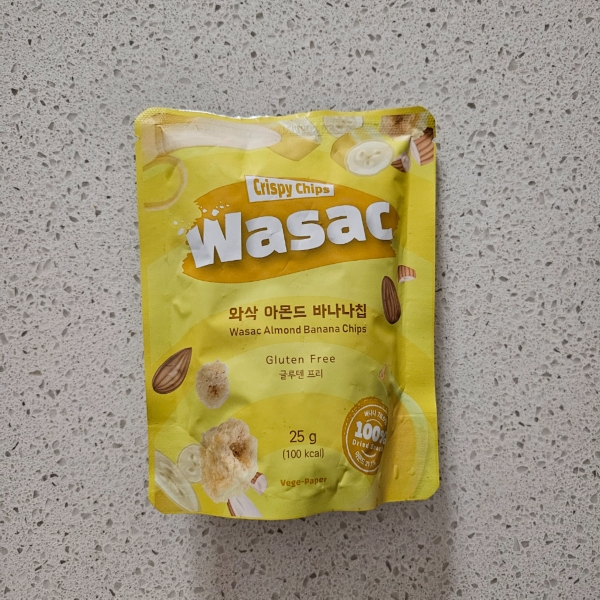 Crispy Chips
Wasac
와삭 아몬드 바나나칩
Wasac Almond Banana Chips
Gluten Free
글루텐 프리
25 g
(100 kcal)
100%
Dried
Vege-Paper